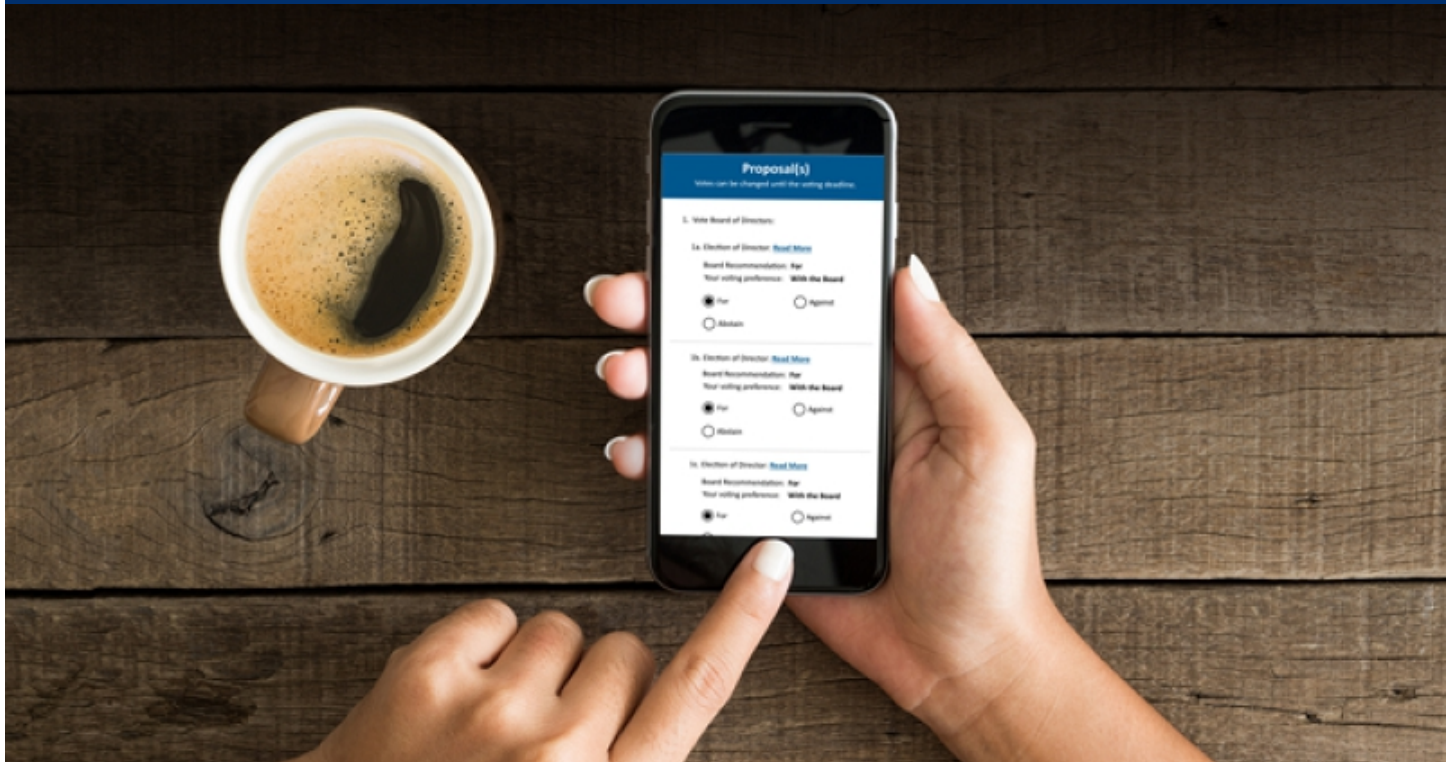 Proposal(s)
Votes can be changed until the voting deadline.
1. Vote Board of Directors:
1a. Election of Director: Read More
Board Recommendation: For
Your voting preference: With the Board
For Against
Abstain
1b. Election of Director: Read More
Board Recommendation: For
Your voting preference: With the Board
For Against
Abstain
1c. Election of Director: Read More
Board Recommendation: For
Your voting preference: With the Board
For Against